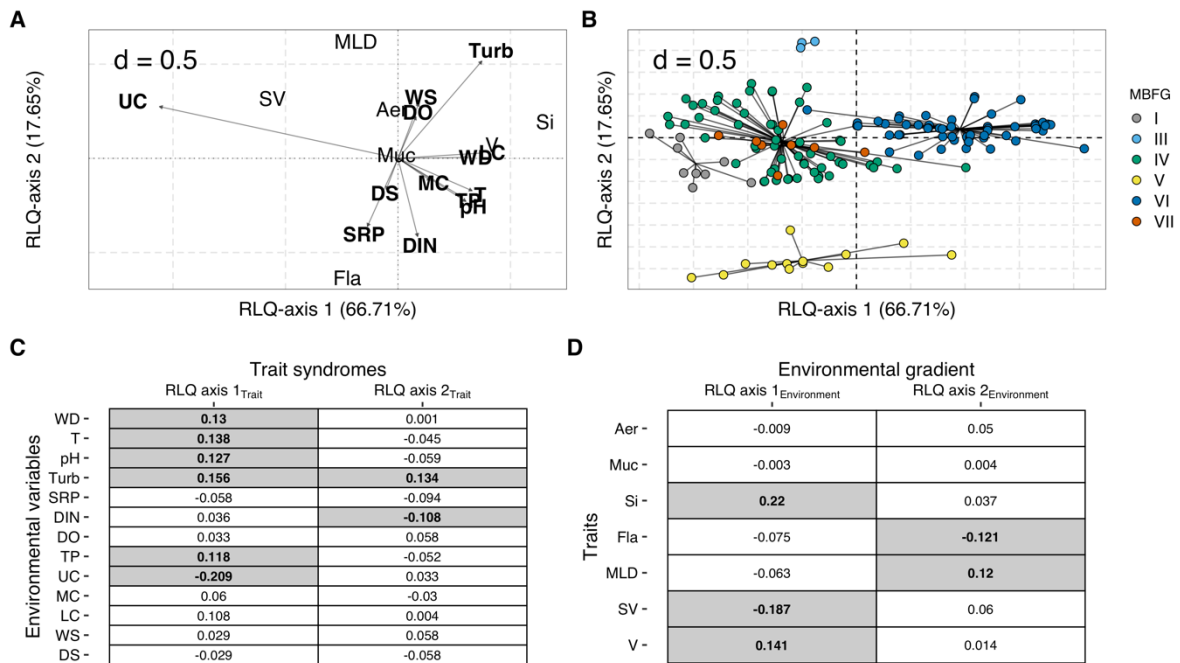 A
MLD
Turb
d = 0.5
UC
SV
WS
Aer
DO
Si
V
Muc
WD
LC
MC
DS
T
TP
pH
SRP
DIN
Fla
RLQ-axis 2 (17.65%)
RLQ-axis 1 (66.71%)
B
d = 0.5
RLQ-axis 2 (17.65%)
RLQ-axis 1 (66.71%)
MBFG
I
III
IV
V
VI
VII
C
Trait syndromes
RLQ axis 1Trait RLQ axis 2Trait
Environmental variables
WD 0.13 0.001
T 0.138 -0.045
pH 0.127 -0.059
Turb 0.156 0.134
SRP -0.058 -0.094
DIN 0.036 -0.108
DO 0.033 0.058
TP 0.118 -0.052
UC -0.209 0.033
MC 0.06 -0.03
LC 0.108 0.004
WS 0.029 0.058
DS -0.029 -0.058
D
Environmental gradient
RLQ axis 1Environment RLQ axis 2Environment
Traits
Aer -0.009 0.05
Muc -0.003 0.004
Si 0.22 0.037
Fla -0.075 -0.121
MLD -0.063 0.12
SV -0.187 0.06
V 0.141 0.014